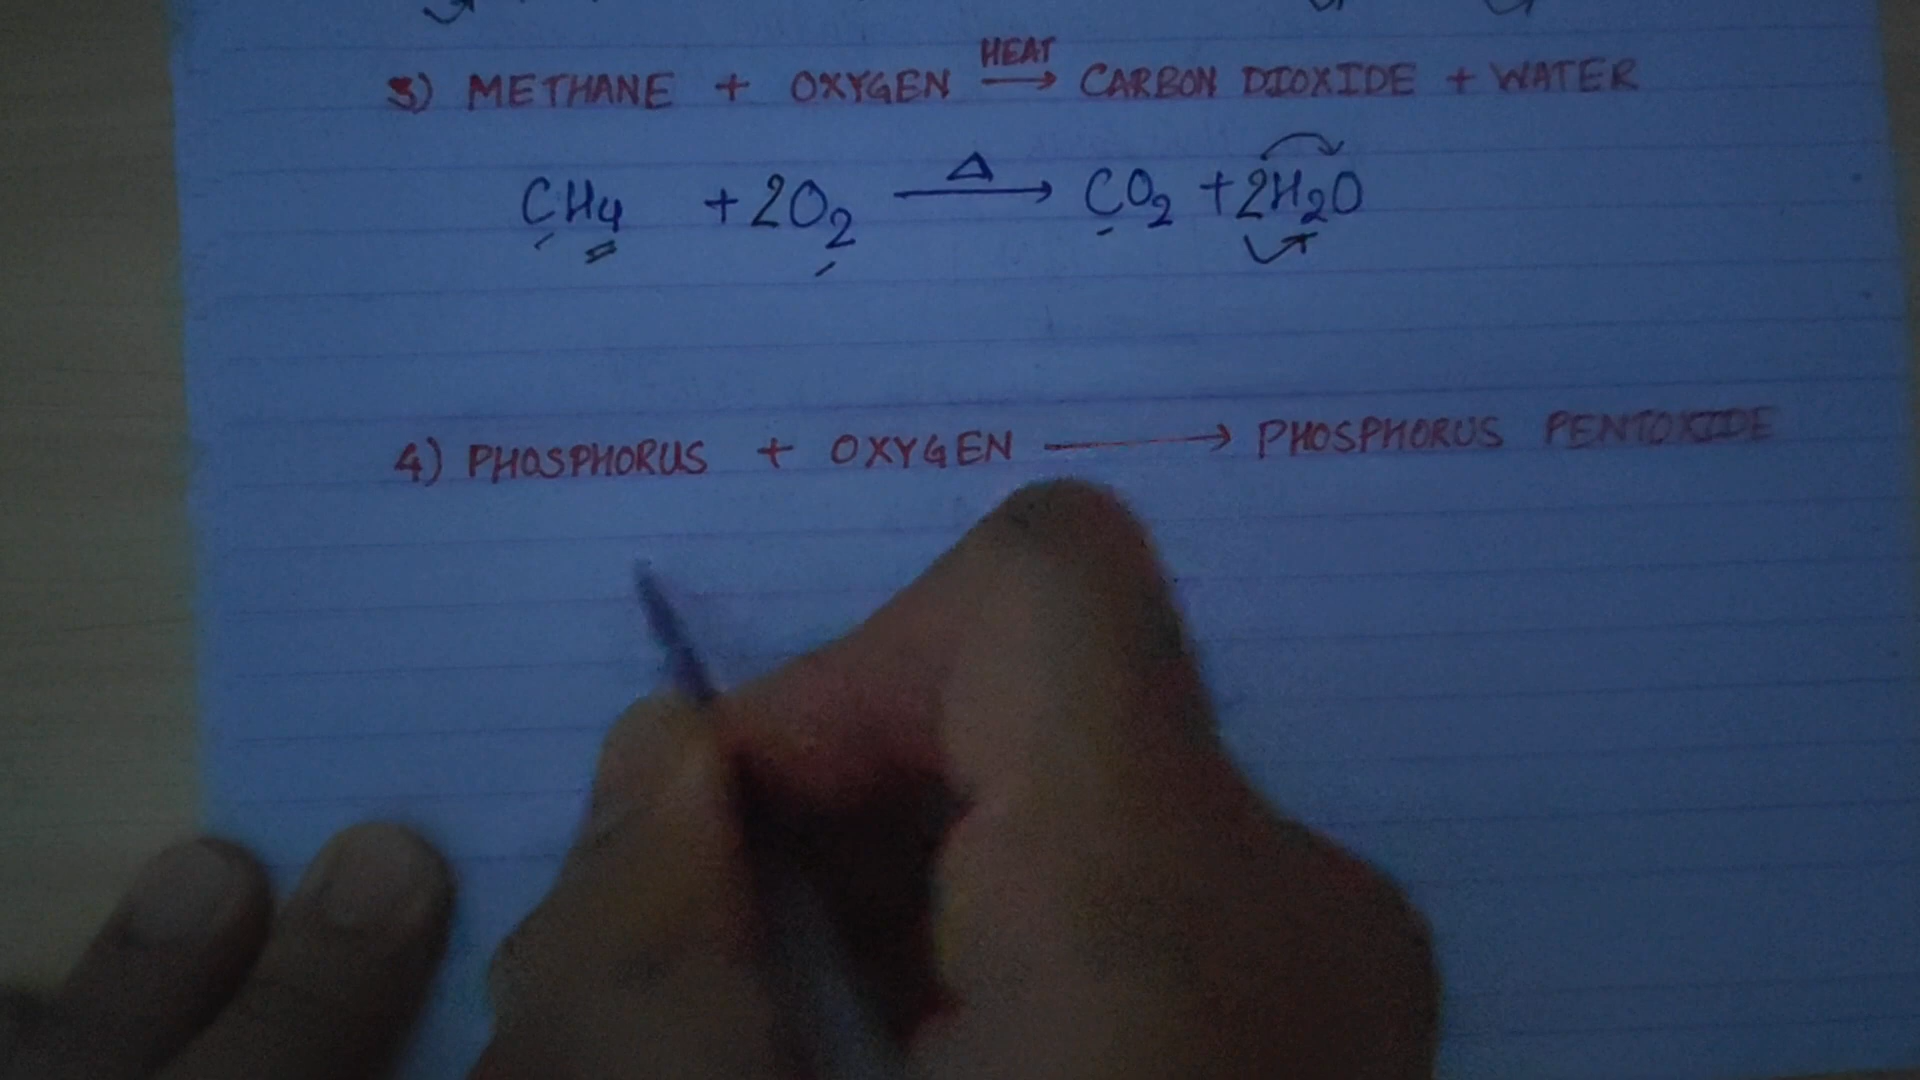 HEAT
3) METHANE + OXYGEN → CARBON DIOXIDE + WATER
Δ
CH₄ + 2O₂ → CO₂ + 2H₂O
4) PHOSPHORUS + OXYGEN → PHOSPHORUS PENTOXIDE